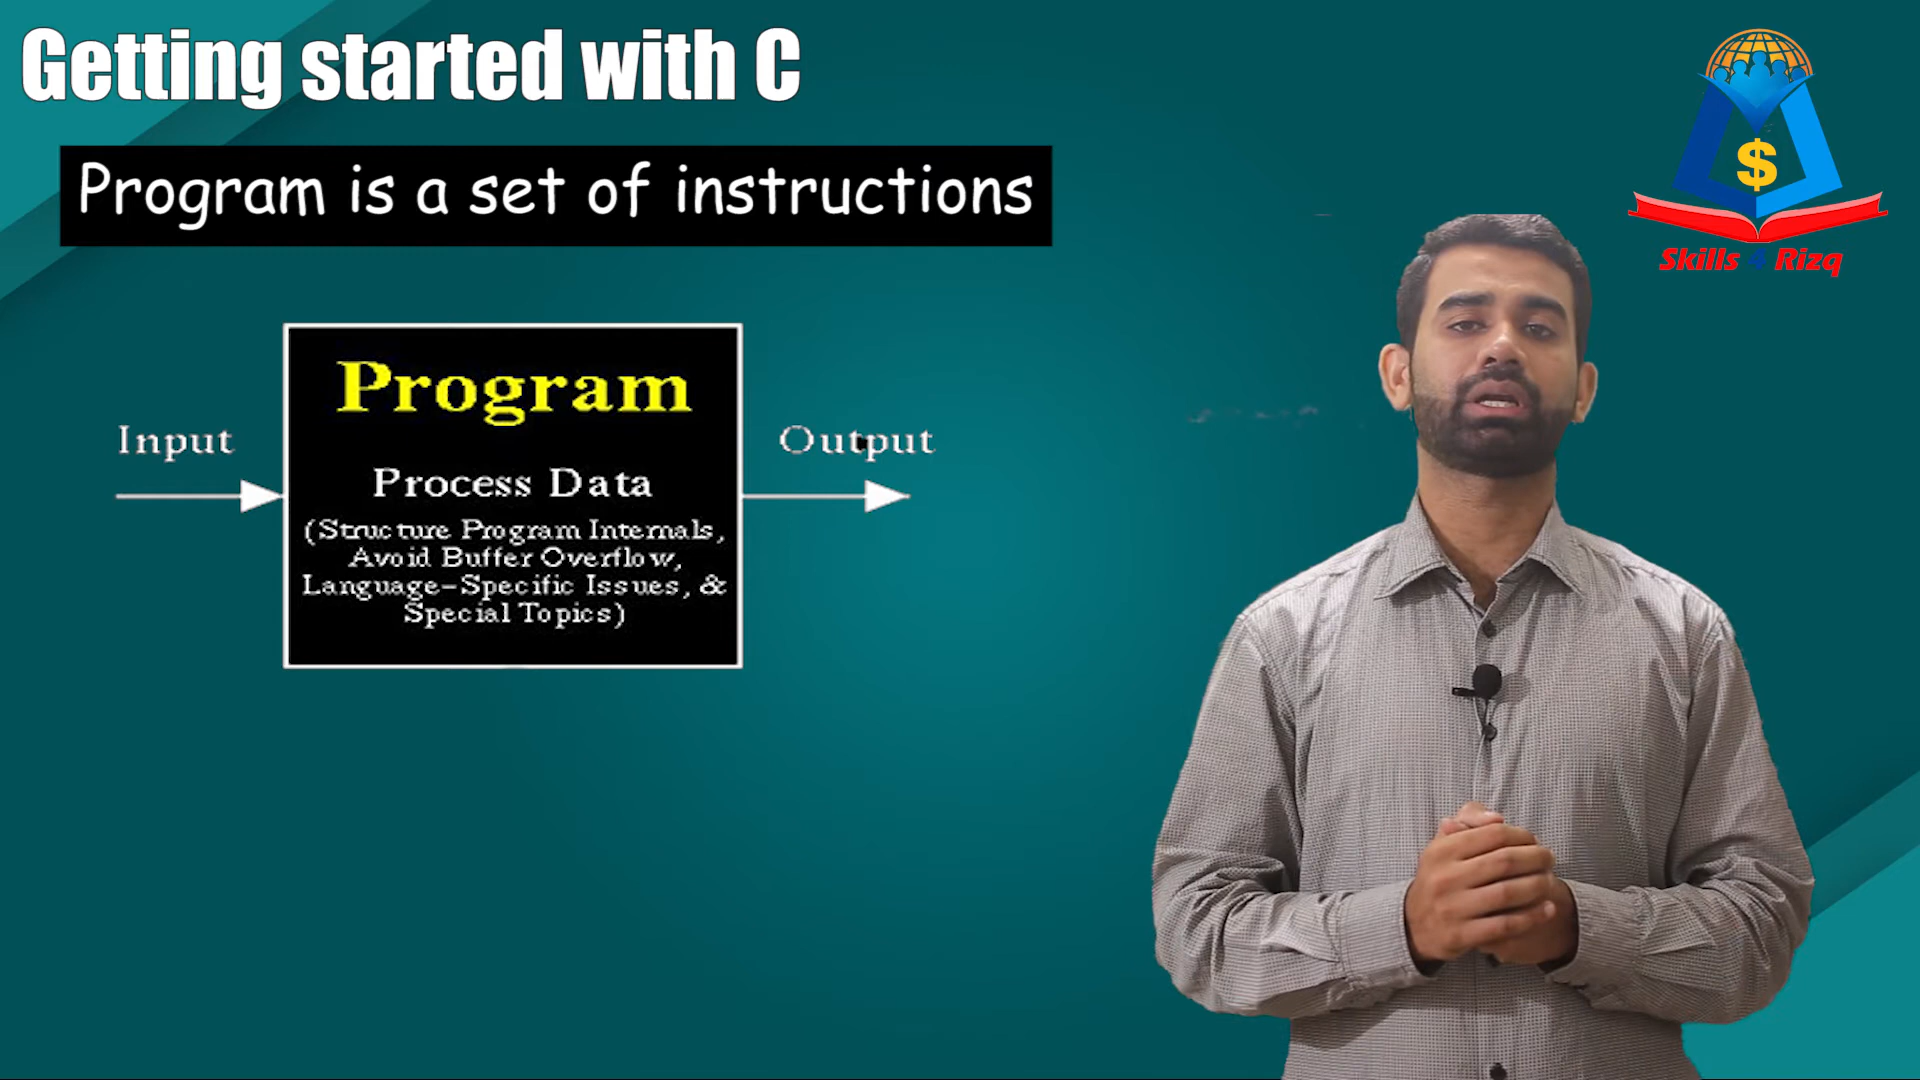 Getting started with C
Program is a set of instructions
Program
Input
Output
Process Data
(Structure Program Internals,
Avoid Buffer Overflow,
Language-Specific Issues, &
Special Topics)
$
Skills 4 Rizq